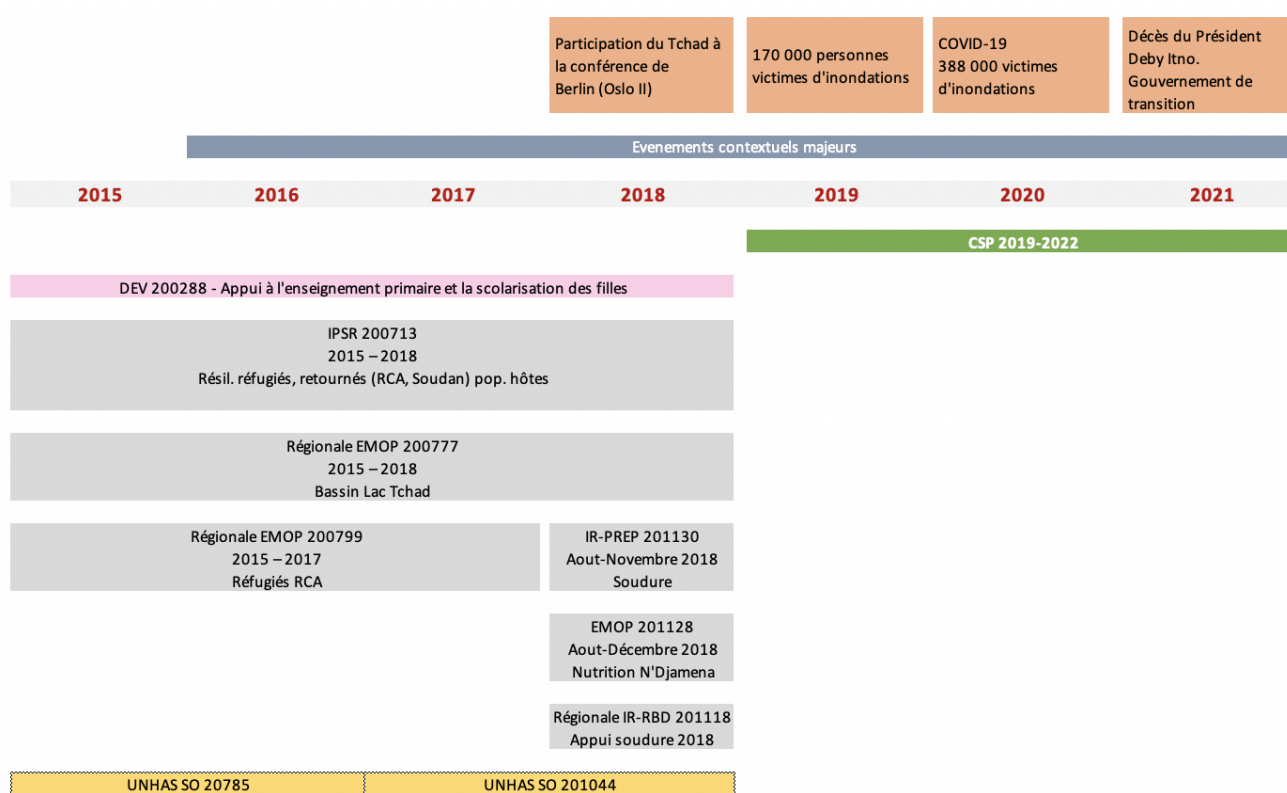 Participation du Tchad à
la conférence de
Berlin (Oslo II)
170 000 personnes
victimes d'inondations
COVID-19
388 000 victimes
d'inondations
Décès du Président
Deby Itno.
Gouvernement de
transition
Evenements contextuels majeurs
2015 2016 2017 2018 2019 2020 2021
CSP 2019-2022
DEV 200288 - Appui à l'enseignement primaire et la scolarisation des filles
IPSR 200713
2015 – 2018
Résil. réfugiés, retournés (RCA, Soudan) pop. hôtes
Régionale EMOP 200777
2015 – 2018
Bassin Lac Tchad
Régionale EMOP 200799
2015 – 2017
Réfugiés RCA
IR-PREP 201130
Aout-Novembre 2018
Soudure
EMOP 201128
Aout-Décembre 2018
Nutrition N'Djamena
Régionale IR-RBD 201118
Appui soudure 2018
UNHAS SO 20785
UNHAS SO 201044